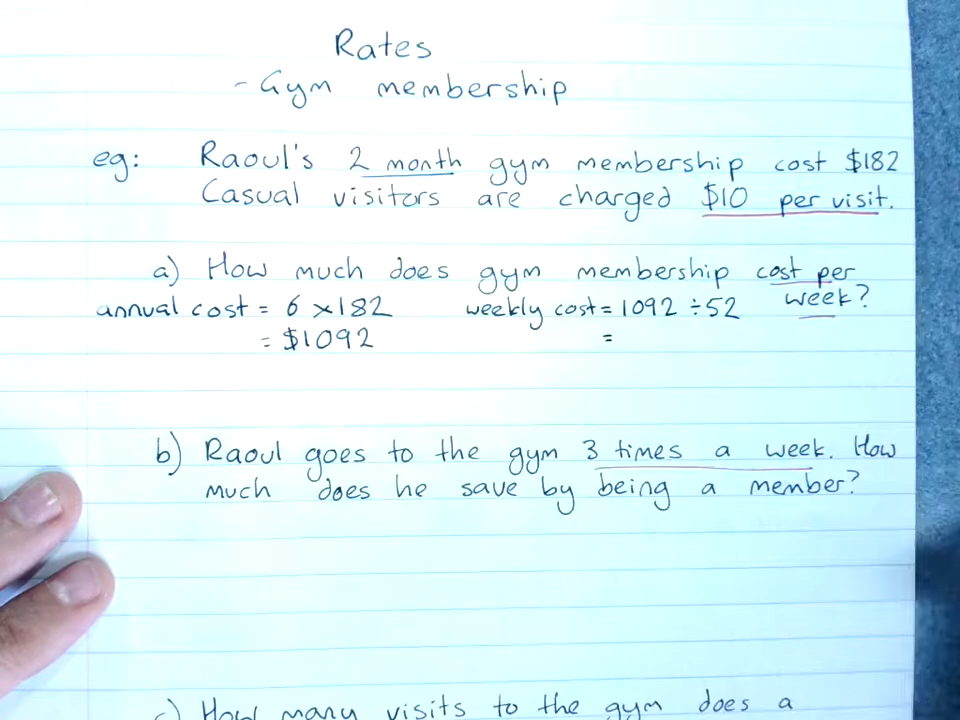 Rates
- Gym membership
eg: Raoul's 2 month gym membership cost $182
Casual visitors are charged $10 per visit.
a) How much does gym membership cost per
week?
annual cost = 6 × 182
= $1092
weekly cost = 1092 ÷ 52
=
b) Raoul goes to the gym 3 times a week. How
much does he save by being a member?
c) How many visits to the gym does a